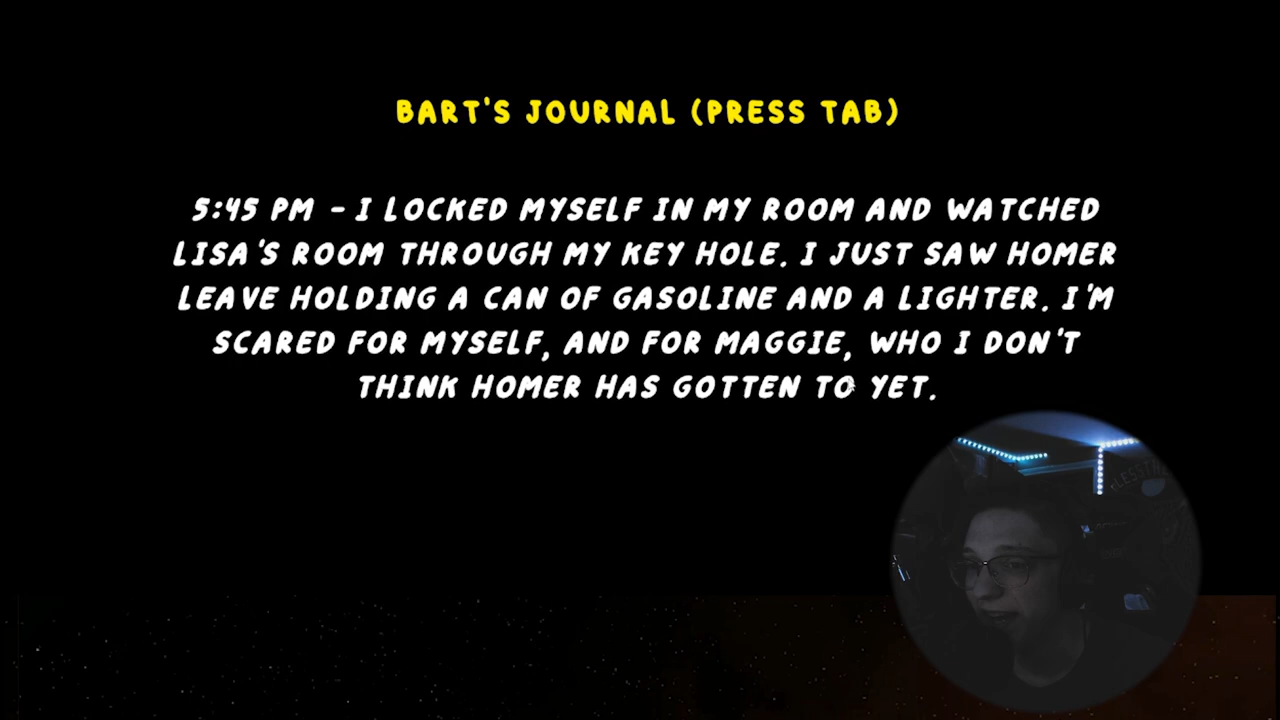 BART'S JOURNAL (PRESS TAB)
5:45 PM - I LOCKED MYSELF IN MY ROOM AND WATCHED
LISA'S ROOM THROUGH MY KEY HOLE. I JUST SAW HOMER
LEAVE HOLDING A CAN OF GASOLINE AND A LIGHTER. I'M
SCARED FOR MYSELF, AND FOR MAGGIE, WHO I DON'T
THINK HOMER HAS GOTTEN TO YET.